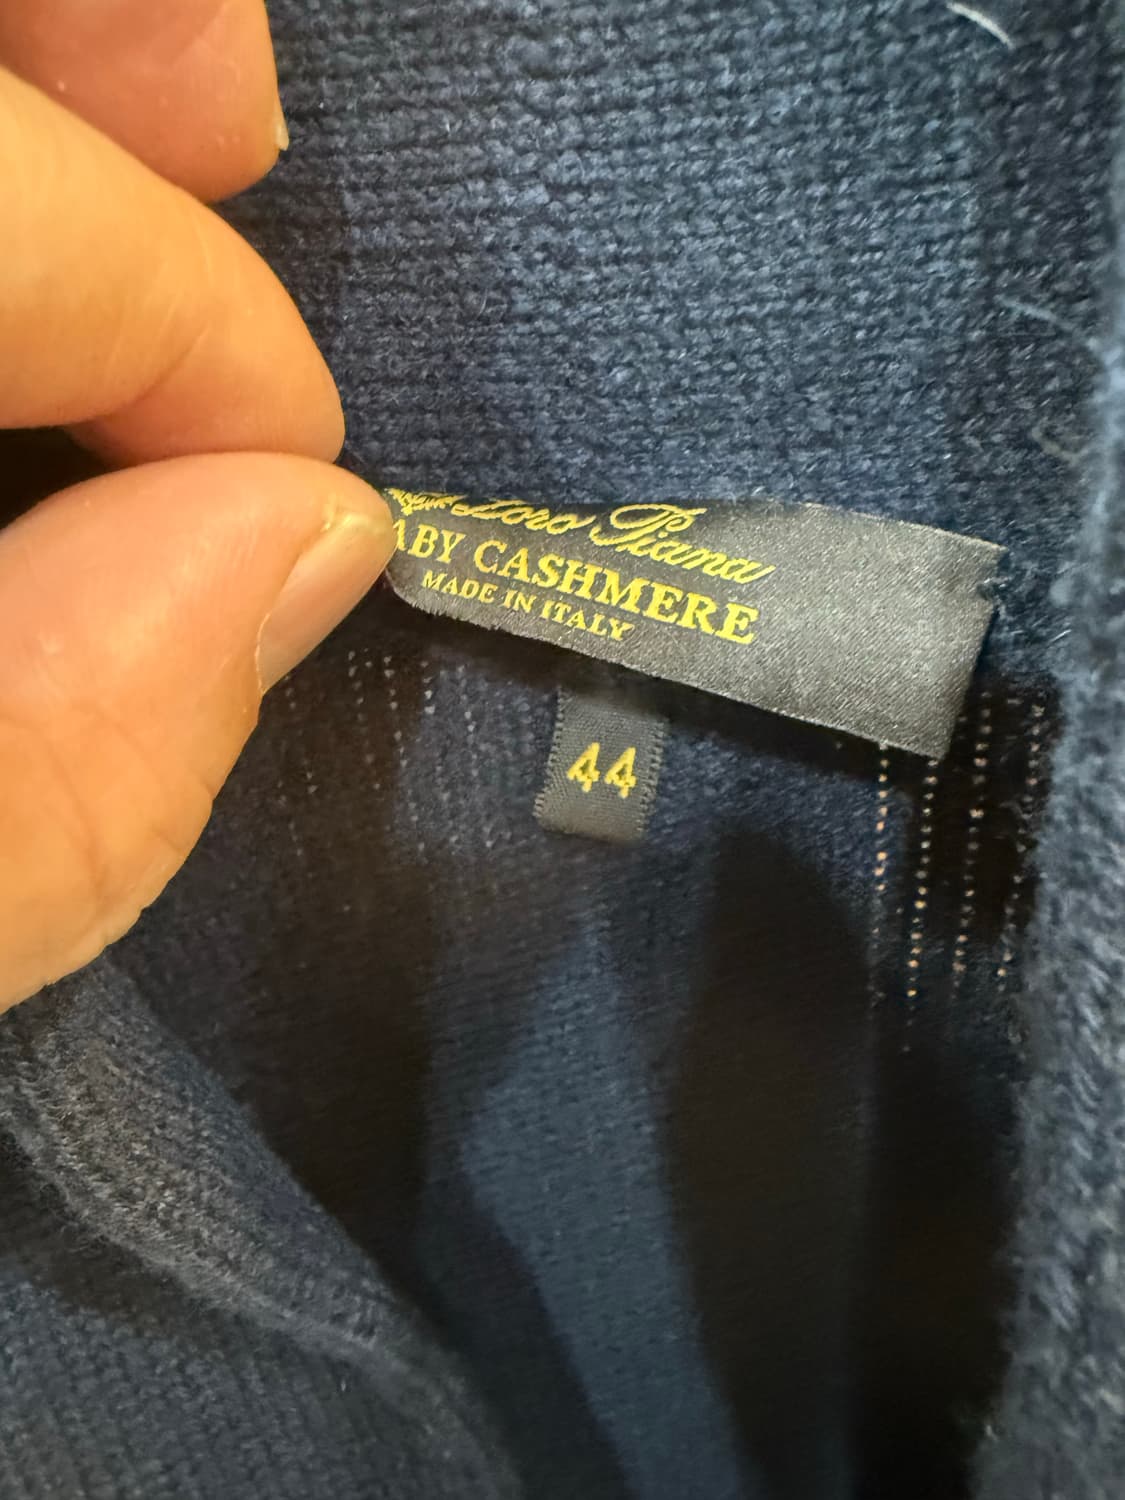 Loro Piana
ABY CASHMERE
MADE IN ITALY
44